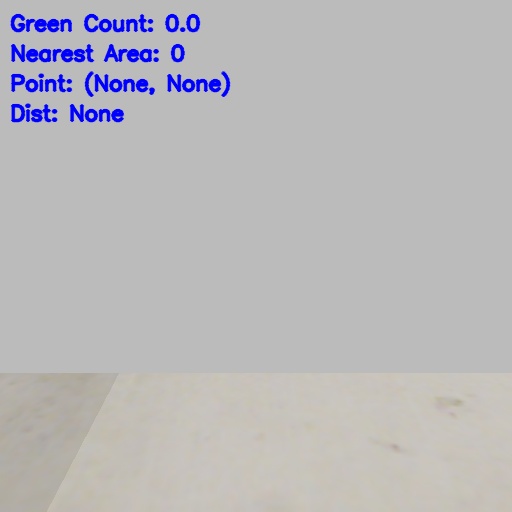 Green Count: 0.0
Nearest Area: 0
Point: (None, None)
Dist: None